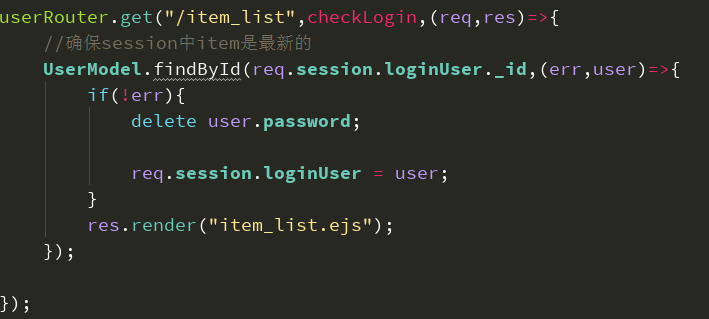 userRouter.get("/item_list",checkLogin,(req,res)=>{
//确保session中item是最新的
UserModel.findById(req.session.loginUser._id,(err,user)=>{
if(!err){
delete user.password;
req.session.loginUser = user;
}
res.render("item_list.ejs");
});
});